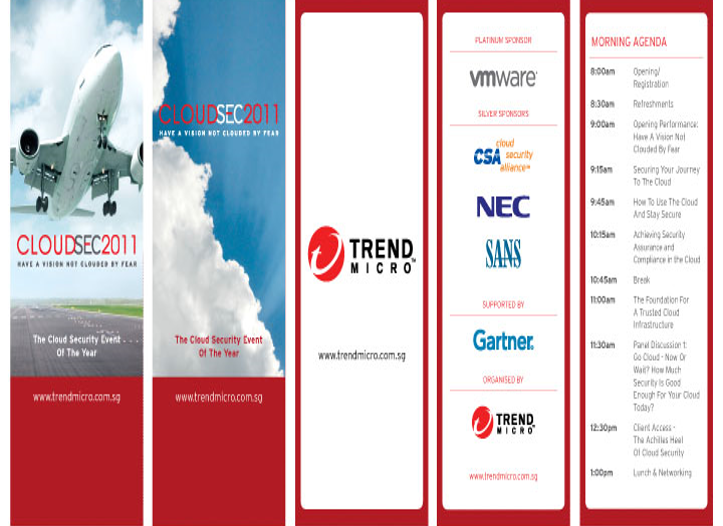 CLOUDSEC2011
HAVE A VISION NOT CLOUDED BY FEAR
The Cloud Security Event
Of The Year
www.trendmicro.com.sg
CLOUDSEC2011
HAVE A VISION NOT CLOUDED BY FEAR
The Cloud Security Event
Of The Year
www.trendmicro.com.sg
TREND
MICRO™
www.trendmicro.com.sg
PLATINUM SPONSOR
vmware
SILVER SPONSORS
cloud
CSA security
alliance
NEC
SANS
SUPPORTED BY
Gartner.
ORGANISED BY
TREND
MICRO
www.trendmicro.com.sg
MORNING AGENDA
8:00am Opening/
Registration
8:30am Refreshments
9:00am Opening Performance:
Have A Vision Not
Clouded By Fear
9:15am Securing Your Journey
To The Cloud
9:45am How To Use The Cloud
And Stay Secure
10:15am Achieving Security
Assurance and
Compliance in the Cloud
10:45am Break
11:00am The Foundation For
A Trusted Cloud
Infrastructure
11:30am Panel Discussion 1:
Go Cloud - Now Or
Wait? How Much
Security Is Good
Enough For Your Cloud
Today?
12:30pm Client Access -
The Achilles Heel
Of Cloud Security
1:00pm Lunch & Networking